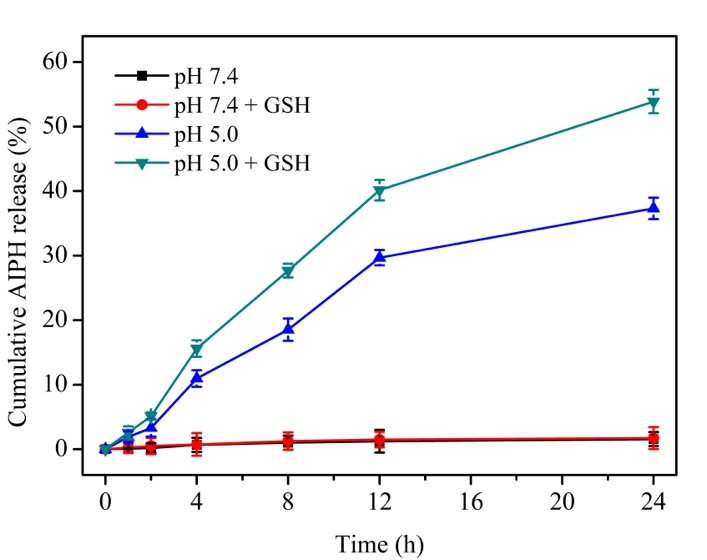 60
50
40
30
20
10
0
Cumulative AIPH release (%)
pH 7.4
pH 7.4 + GSH
pH 5.0
pH 5.0 + GSH
0 4 8 12 16 20 24
Time (h)